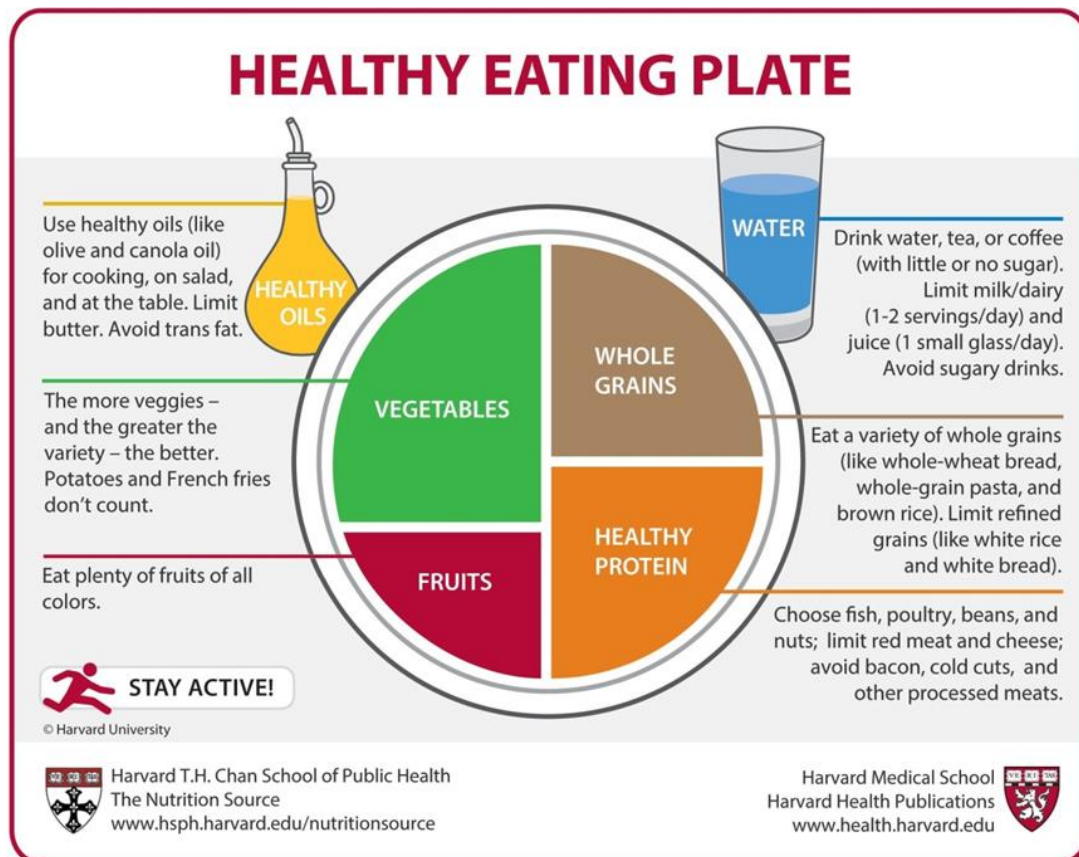 HEALTHY EATING PLATE
Use healthy oils (like
olive and canola oil)
for cooking, on salad,
and at the table. Limit
butter. Avoid trans fat.
HEALTHY
OILS
WATER
Drink water, tea, or coffee
(with little or no sugar).
Limit milk/dairy
(1-2 servings/day) and
juice (1 small glass/day).
Avoid sugary drinks.
The more veggies –
and the greater the
variety – the better.
Potatoes and French fries
don't count.
VEGETABLES
WHOLE
GRAINS
Eat a variety of whole grains
(like whole-wheat bread,
whole-grain pasta, and
brown rice). Limit refined
grains (like white rice
and white bread).
Eat plenty of fruits of all
colors.
FRUITS
HEALTHY
PROTEIN
Choose fish, poultry, beans, and
nuts; limit red meat and cheese;
avoid bacon, cold cuts, and
other processed meats.
STAY ACTIVE!
© Harvard University
Harvard T.H. Chan School of Public Health
The Nutrition Source
www.hsph.harvard.edu/nutritionsource
Harvard Medical School
Harvard Health Publications
www.health.harvard.edu
VE RI TAS